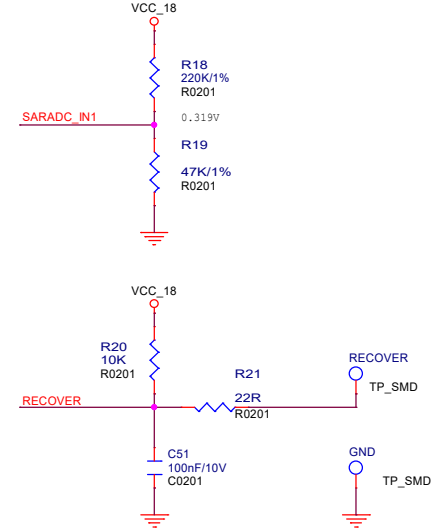 VCC_18
R18
220K/1%
R0201
SARADC_IN1
0.319V
R19
47K/1%
R0201
VCC_18
R20
10K
R0201
RECOVER
R21
22R
R0201
RECOVER
TP_SMD
C51
100nF/10V
C0201
GND
TP_SMD